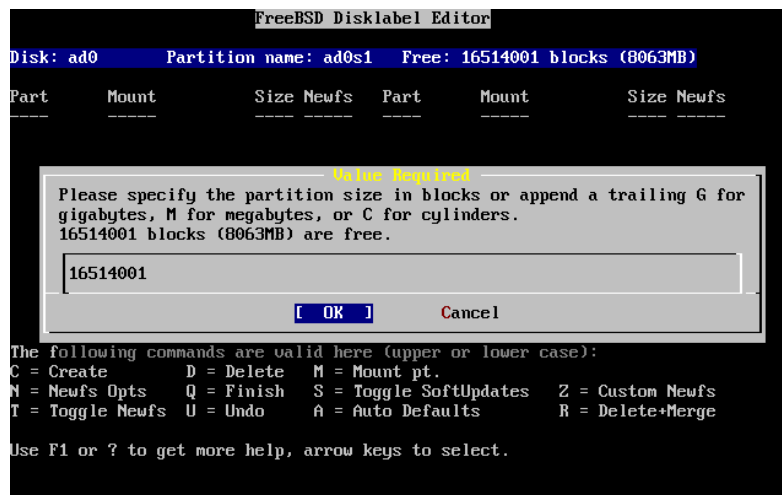 FreeBSD Disklabel Editor
Disk: ad0 Partition name: ad0s1 Free: 16514001 blocks (8063MB)
Part Mount Size Newfs Part Mount Size Newfs
---- ----- ---- ----- ---- ----- ---- -----
Value Required
Please specify the partition size in blocks or append a trailing G for
gigabytes, M for megabytes, or C for cylinders.
16514001 blocks (8063MB) are free.
16514001
[ OK ] Cancel
The following commands are valid here (upper or lower case):
C = Create D = Delete M = Mount pt.
N = Newfs Opts Q = Finish S = Toggle SoftUpdates Z = Custom Newfs
T = Toggle Newfs U = Undo A = Auto Defaults R = Delete+Merge
Use F1 or ? to get more help, arrow keys to select.